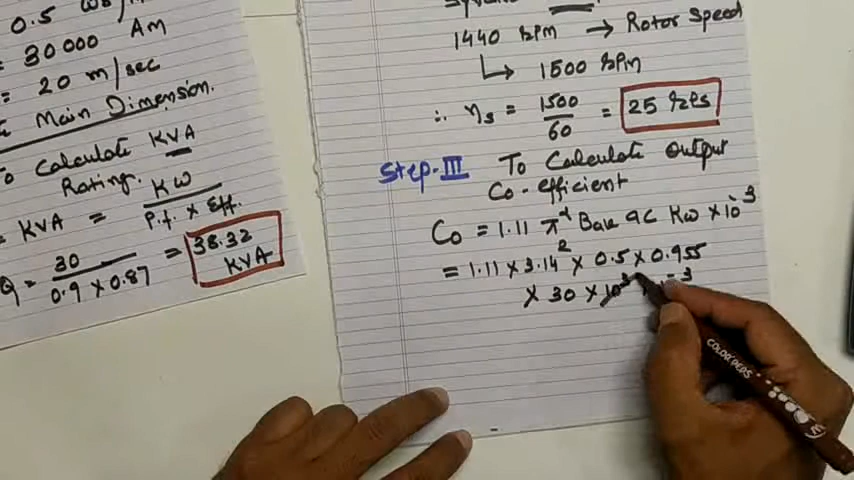 0.5 Wb/
= 30000 Am
= 20 m/sec
Main Dimension.
To Calculate KVA
Rating.
KVA = KW / P.f. × Eff.
Q = 30 / 0.9 × 0.87 = 38.32 KVA
1440 rpm → Rotor Speed
↳ 1500 rpm
∴ ns = 1500 / 60 = 25 rps
Step-III To Calculate output
Co-efficient
Co = 1.11 π² Bav ac Kw × 10⁻³
= 1.11 × 3.14² × 0.5 × 0.955
× 30 × 10³
COLOR PEPS